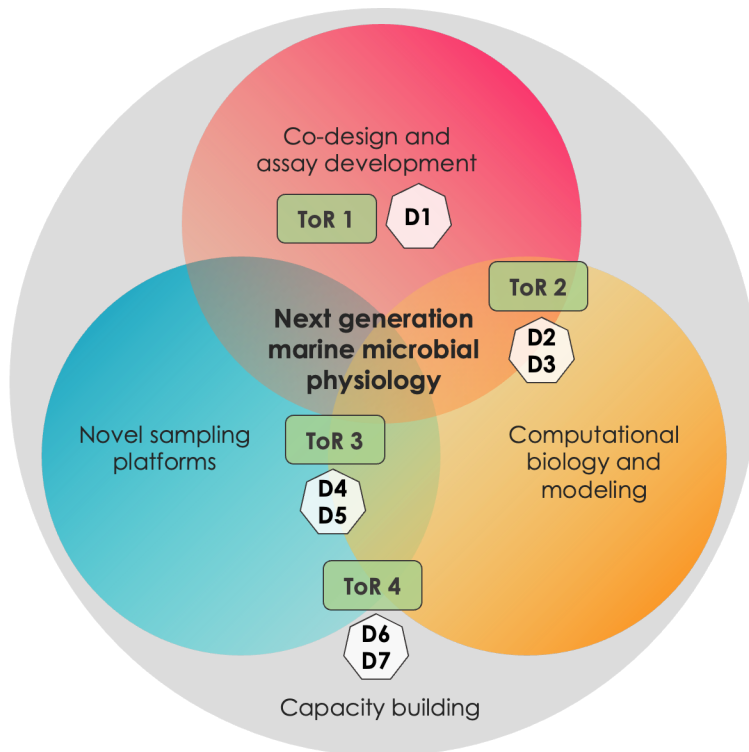 Co-design and
assay development
ToR 1
D1
ToR 2
D2
D3
Next generation
marine microbial
physiology
Novel sampling
platforms
ToR 3
D4
D5
Computational
biology and
modeling
ToR 4
D6
D7
Capacity building